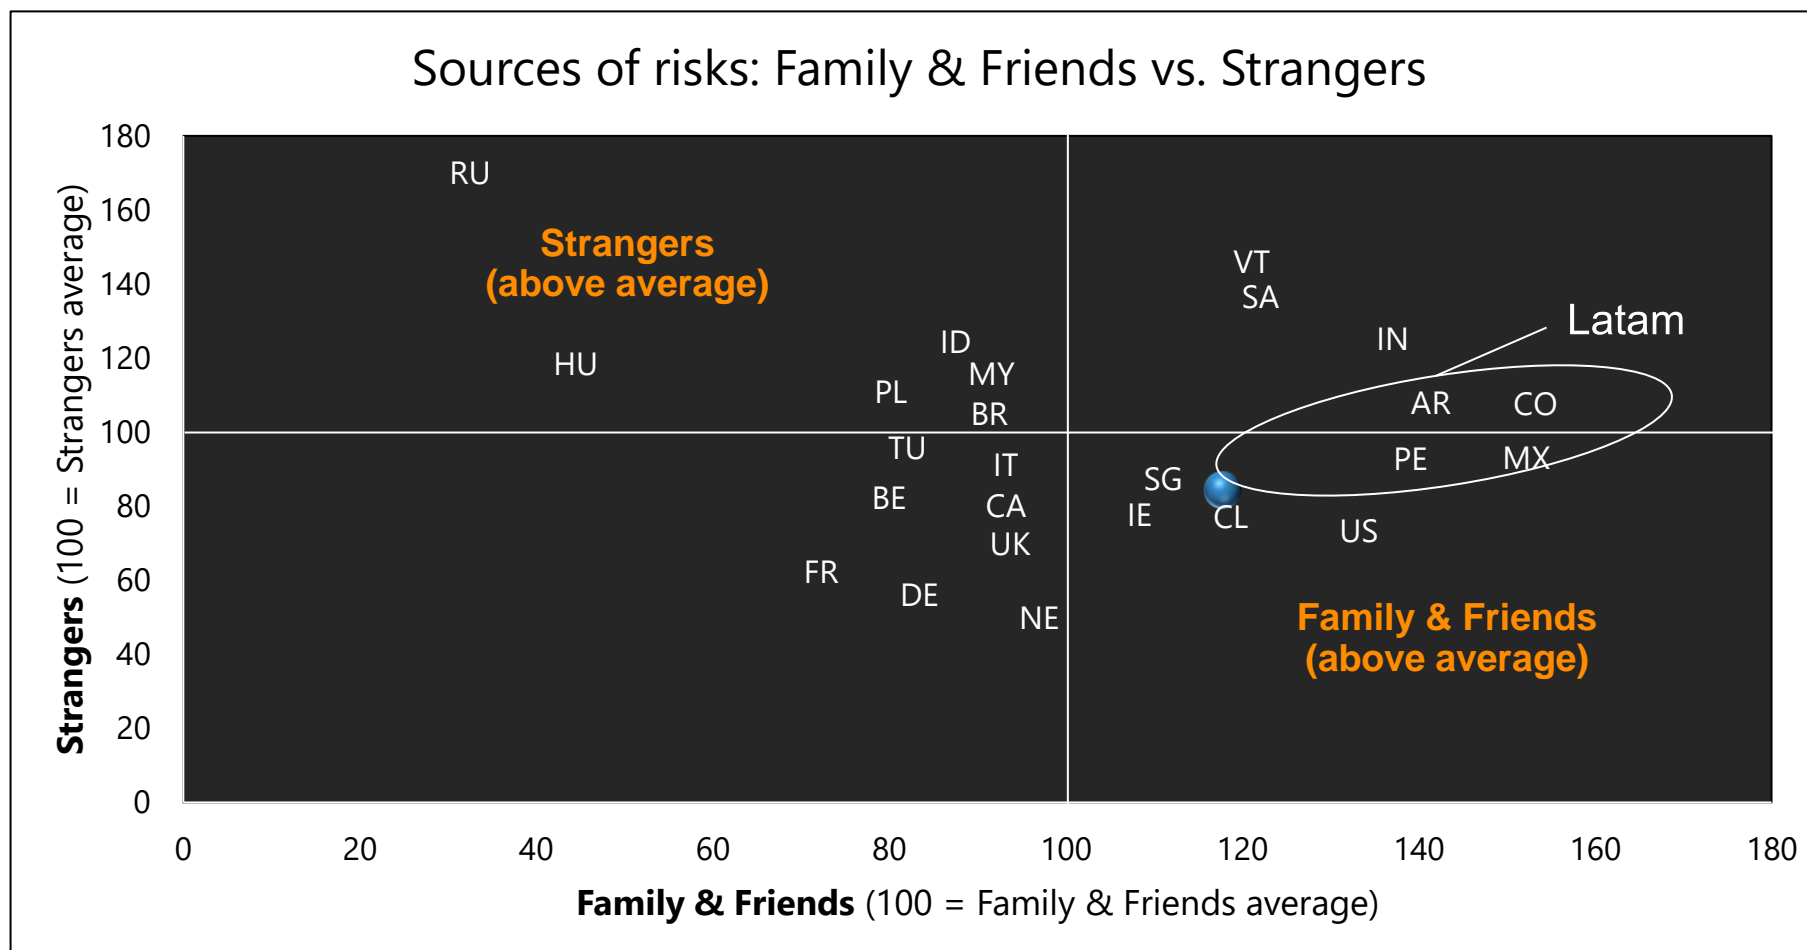 Sources of risks: Family & Friends vs. Strangers
Strangers (100 = Strangers average)
180
160
140
120
100
80
60
40
20
0
RU
Strangers
(above average)
VT
SA
Latam
IN
ID
HU
MY
PL
BR
AR
CO
TU
IT
PE
MX
SG
BE
CA
IE
CL
US
UK
FR
DE
NE
Family & Friends
(above average)
0 20 40 60 80 100 120 140 160 180
Family & Friends (100 = Family & Friends average)